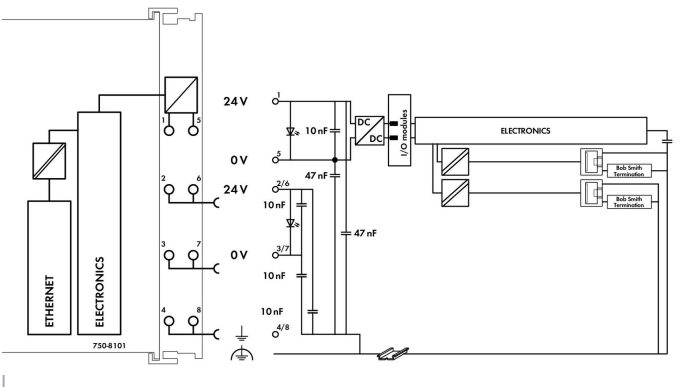 1
5
24 V
1
10 nF
DC
DC
I/O modules
ELECTRONICS
0 V
5
47 nF
Bob Smith
Termination
2
6
24 V
2/6
10 nF
Bob Smith
Termination
47 nF
3
7
0 V
3/7
10 nF
ETHERNET
ELECTRONICS
10 nF
4
8
4/8
750-8101